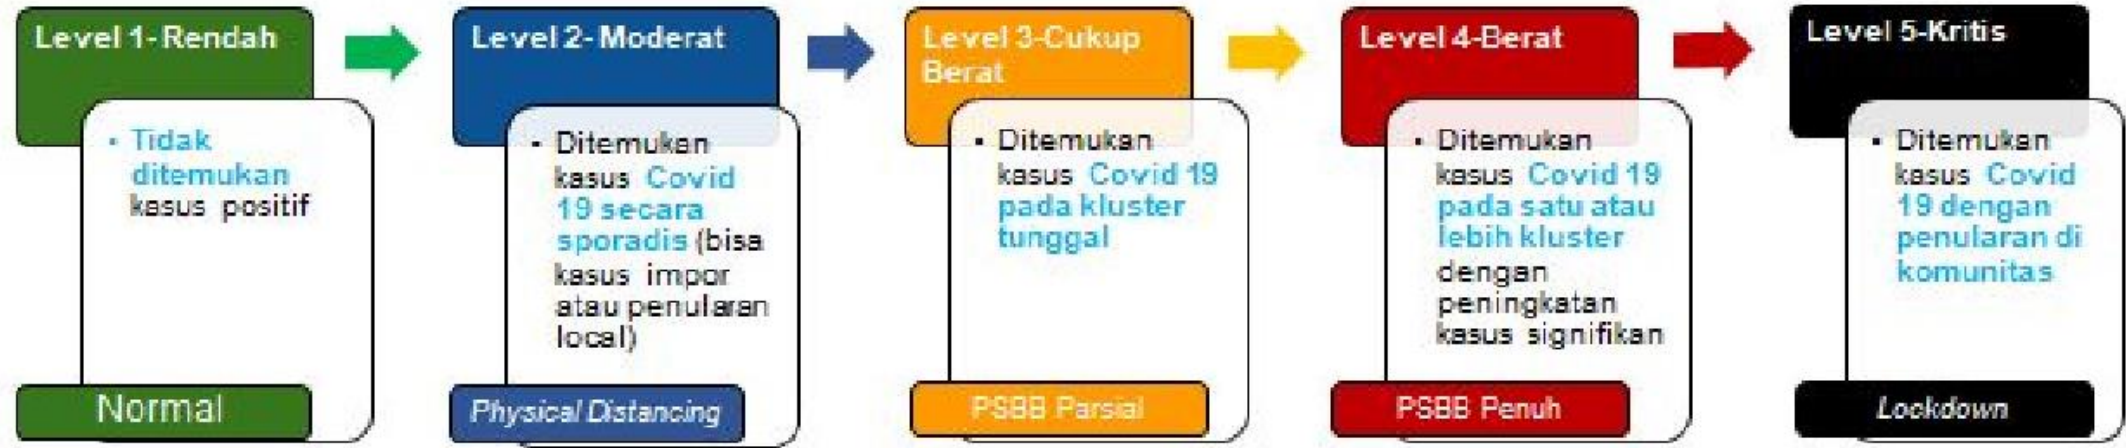 Level 1-Rendah
• Tidak
ditemukan
kasus positif
Normal
Level 2- Moderat
• Ditemukan
kasus Covid
19 secara
sporadis (bisa
kasus impor
atau penularan
local)
Physical Distancing
Level 3-Cukup
Berat
• Ditemukan
kasus Covid 19
pada kluster
tunggal
PSBB Parsial
Level 4-Berat
• Ditemukan
kasus Covid 19
pada satu atau
lebih kluster
dengan
peningkatan
kasus signifikan
PSBB Penuh
Level 5-Kritis
• Ditemukan
kasus Covid
19 dengan
penularan di
komunitas
Lockdown